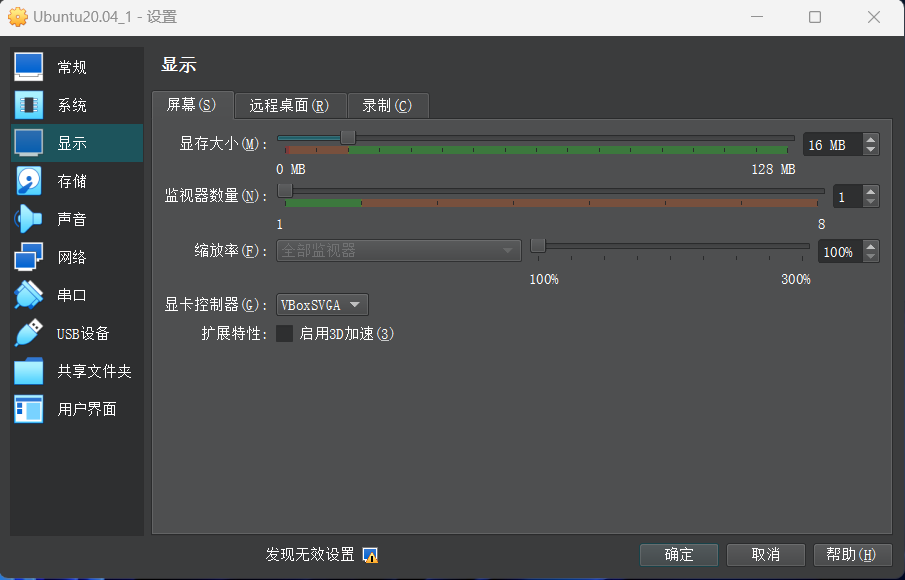 Ubuntu20.04_1 - 设置
常规
系统
显示
存储
声音
网络
串口
USB设备
共享文件夹
用户界面
显示
屏幕(S) 远程桌面(R) 录制(C)
显存大小(M): 16 MB
0 MB 128 MB
监视器数量(N): 1
1 8
缩放率(F): 全部监视器 100%
100% 300%
显卡控制器(G): VBoxSVGA
扩展特性: 启用3D加速(3)
发现无效设置 确定 取消 帮助(H)